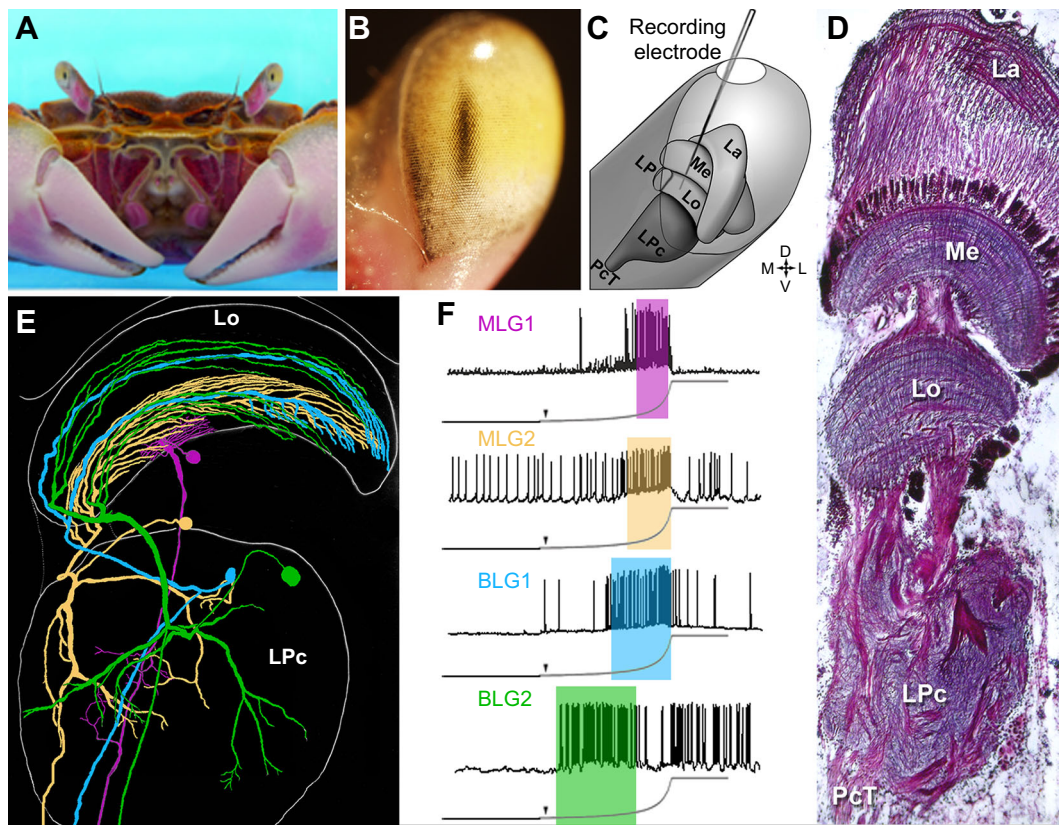 A
B
C
Recording
electrode
La
Me
LP
Lo
LPc
PcT
D
M
L
V
D
La
Me
Lo
LPc
PcT
E
Lo
LPc
F
MLG1
MLG2
BLG1
BLG2